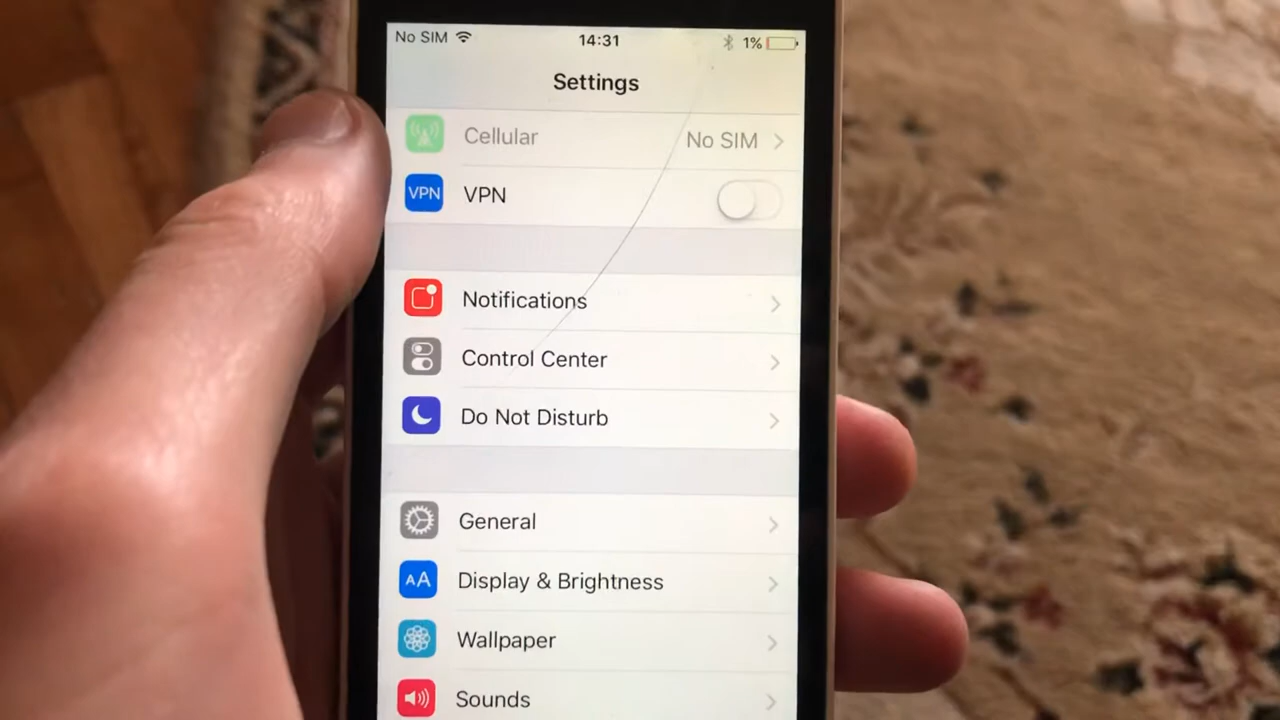 No SIM 14:31 1%
Settings
Cellular No SIM
VPN VPN
Notifications
Control Center
Do Not Disturb
General
AA Display & Brightness
Wallpaper
Sounds